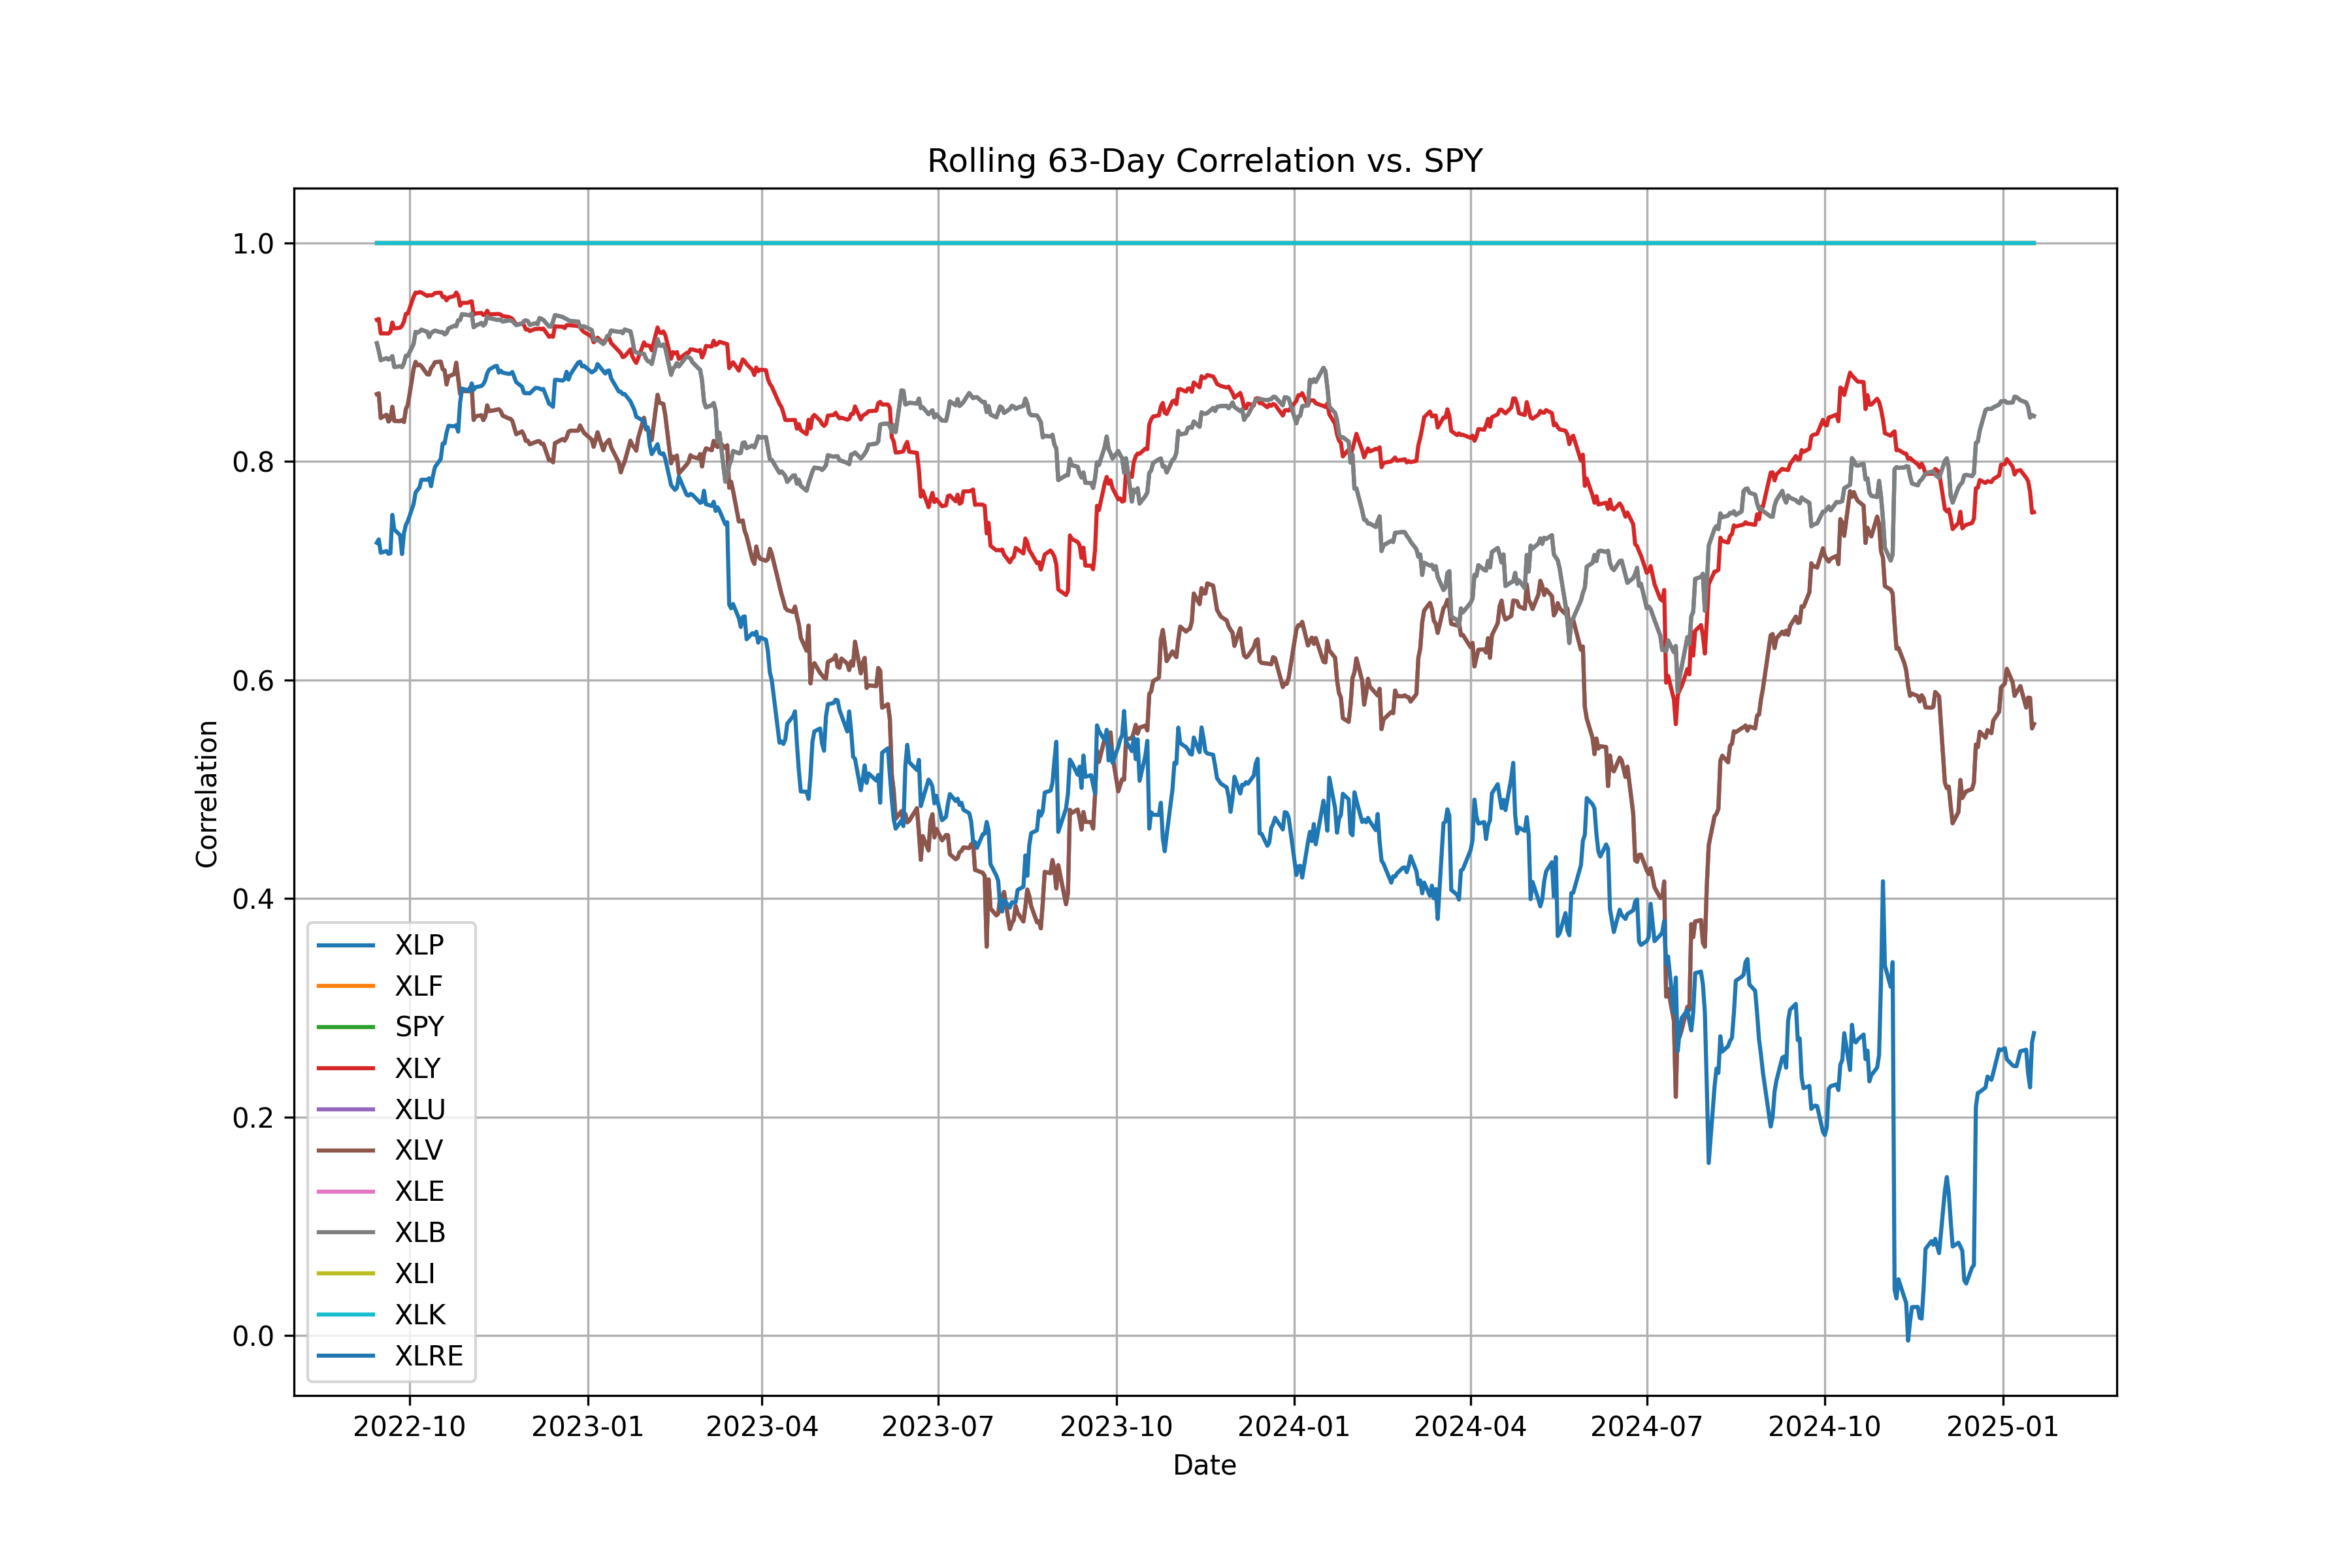 Rolling 63-Day Correlation vs. SPY
1.0
0.8
0.6
0.4
0.2
0.0
Correlation
XLP
XLF
SPY
XLY
XLU
XLV
XLE
XLB
XLI
XLK
XLRE
2022-10 2023-01 2023-04 2023-07 2023-10 2024-01 2024-04 2024-07 2024-10 2025-01
Date